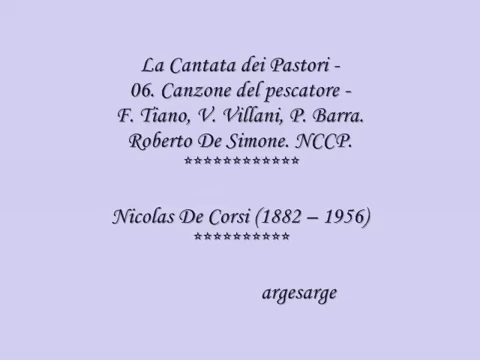 La Cantata dei Pastori -
06. Canzone del pescatore -
F. Tiano, V. Villani, P. Barra.
Roberto De Simone. NCCP.
************
Nicolas De Corsi (1882 – 1956)
**********
argesarge